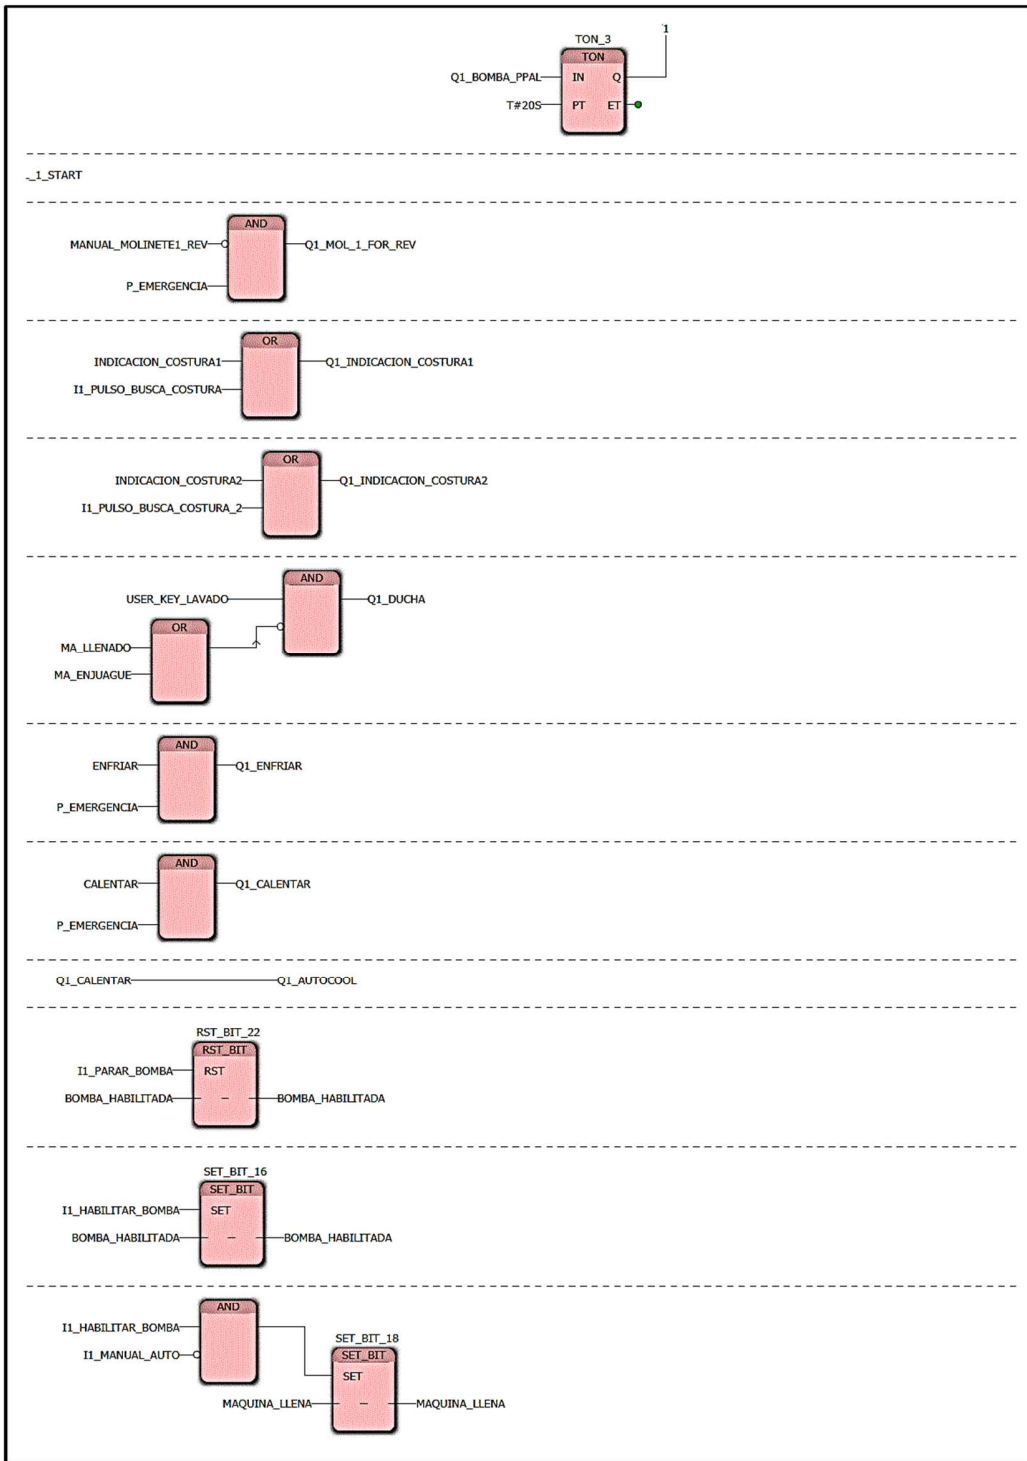 1
TON_3
TON
Q1_BOMBA_PPAL IN Q
T#20S PT ET
_1_START
AND
MANUAL_MOLINETE1_REV Q1_MOL_1_FOR_REV
P_EMERGENCIA
OR
INDICACION_COSTURA1 Q1_INDICACION_COSTURA1
I1_PULSO_BUSCA_COSTURA
OR
INDICACION_COSTURA2 Q1_INDICACION_COSTURA2
I1_PULSO_BUSCA_COSTURA_2
AND
USER_KEY_LAVADO Q1_DUCHA
OR
MA_LLENADO
MA_ENJUAGUE
AND
ENFRIAR Q1_ENFRIAR
P_EMERGENCIA
AND
CALENTAR Q1_CALENTAR
P_EMERGENCIA
Q1_CALENTAR Q1_AUTOCOOL
RST_BIT_22
RST_BIT
I1_PARAR_BOMBA RST
BOMBA_HABILITADA - BOMBA_HABILITADA
SET_BIT_16
SET_BIT
I1_HABILITAR_BOMBA SET
BOMBA_HABILITADA - BOMBA_HABILITADA
AND
I1_HABILITAR_BOMBA
I1_MANUAL_AUTO
SET_BIT_18
SET_BIT
SET
MAQUINA_LLENA - MAQUINA_LLENA